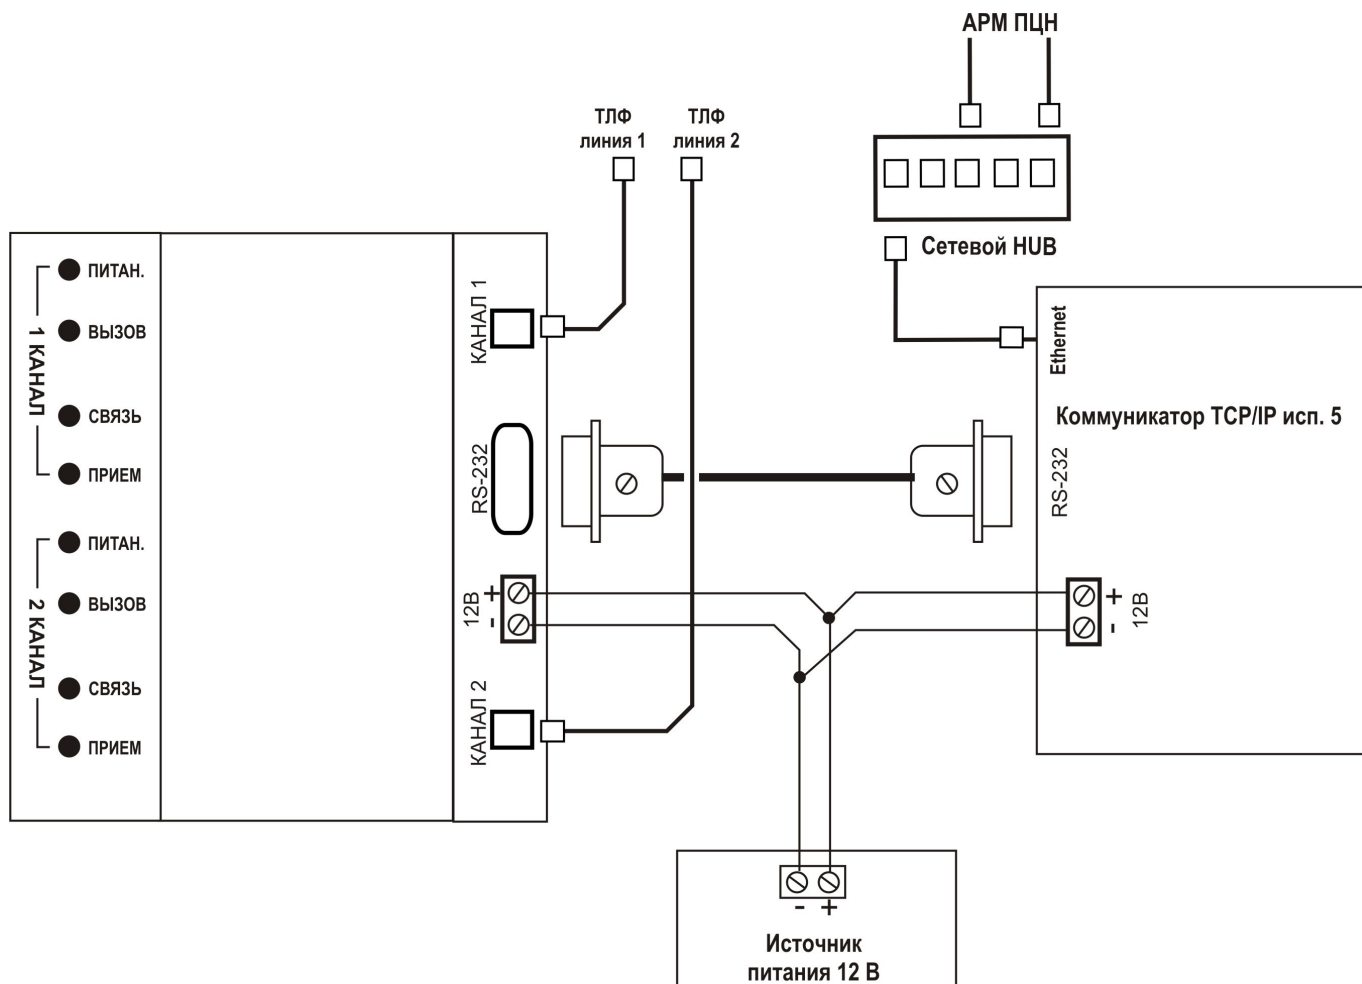 АРМ ПЦН
ТЛФ
линия 1
ТЛФ
линия 2
Сетевой HUB
1 КАНАЛ
ПИТАН.
ВЫЗОВ
СВЯЗЬ
ПРИЕМ
2 КАНАЛ
ПИТАН.
ВЫЗОВ
СВЯЗЬ
ПРИЕМ
КАНАЛ 1
RS-232
12В
+
-
КАНАЛ 2
Ethernet
Коммуникатор TCP/IP исп. 5
RS-232
+
-
12В
- +
Источник
питания 12 В